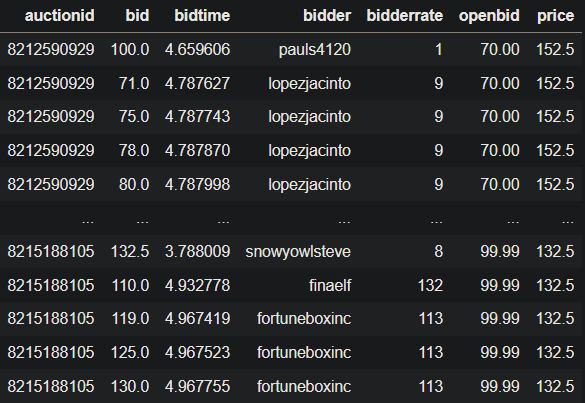 auctionid bid bidtime bidder bidderrate openbid price
8212590929 100.0 4.659606 pauls4120 1 70.00 152.5
8212590929 71.0 4.787627 lopezjacinto 9 70.00 152.5
8212590929 75.0 4.787743 lopezjacinto 9 70.00 152.5
8212590929 78.0 4.787870 lopezjacinto 9 70.00 152.5
8212590929 80.0 4.787998 lopezjacinto 9 70.00 152.5
... ... ... ... ... ... ...
8215188105 132.5 3.788009 snowyowlsteve 8 99.99 132.5
8215188105 110.0 4.932778 finaelf 132 99.99 132.5
8215188105 119.0 4.967419 fortuneboxinc 113 99.99 132.5
8215188105 125.0 4.967523 fortuneboxinc 113 99.99 132.5
8215188105 130.0 4.967755 fortuneboxinc 113 99.99 132.5